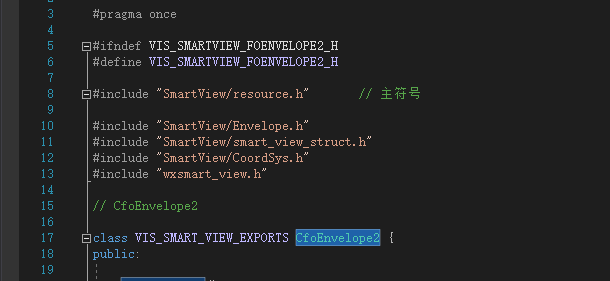 2
3 #pragma once
4
5 #ifndef VIS_SMARTVIEW_FOENVELOPE2_H
6 #define VIS_SMARTVIEW_FOENVELOPE2_H
7
8 #include "SmartView/resource.h" // 主符号
9
10 #include "SmartView/Envelope.h"
11 #include "SmartView/smart_view_struct.h"
12 #include "SmartView/CoordSys.h"
13 #include "wxsmart_view.h"
14
15 // CfoEnvelope2
16
17 class VIS_SMART_VIEW_EXPORTS CfoEnvelope2 {
18 public:
19